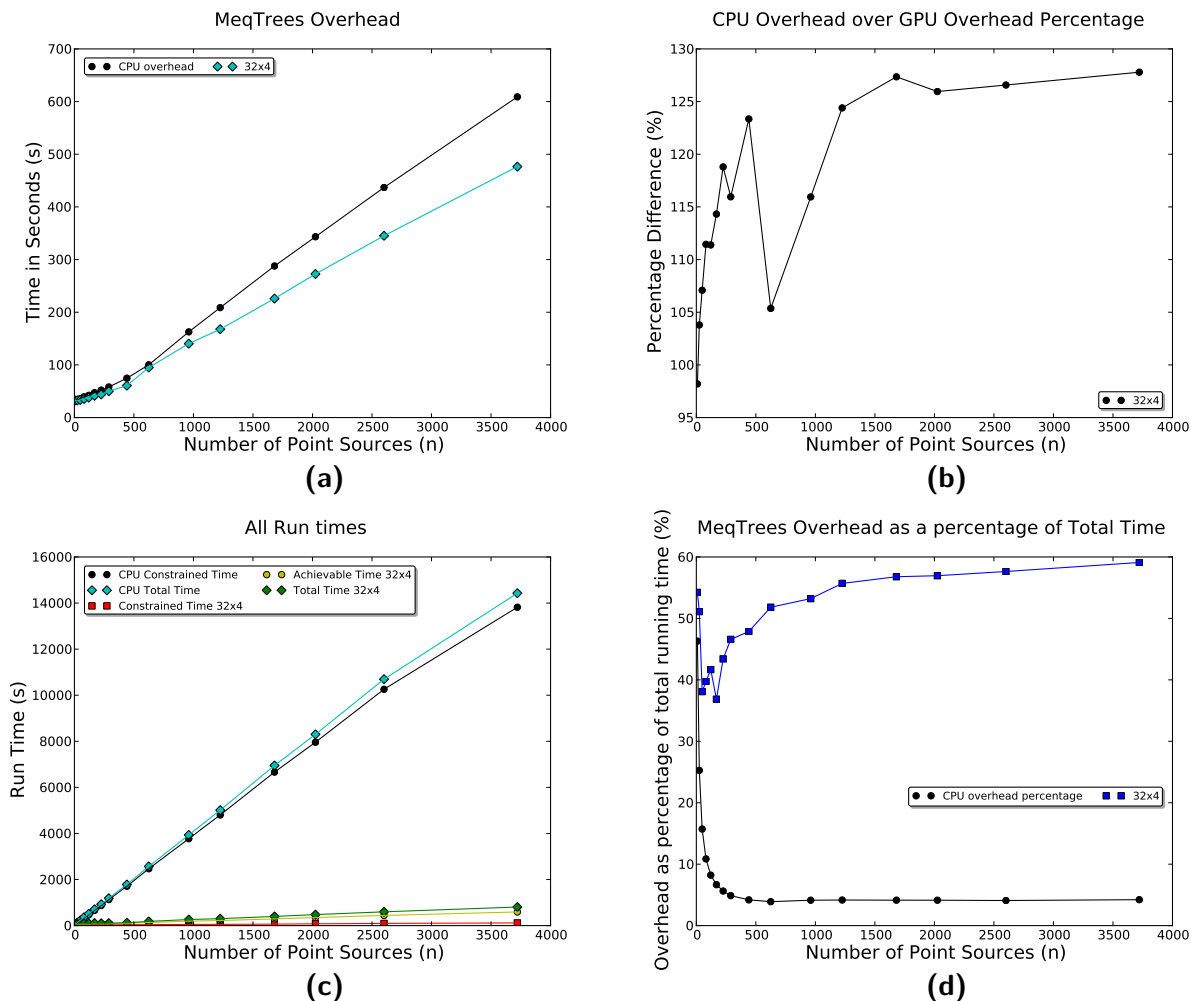 MeqTrees Overhead
CPU overhead 32x4
700
600
500
400
300
200
100
0
Time in Seconds (s)
0 500 1000 1500 2000 2500 3000 3500 4000
Number of Point Sources (n)
(a)
CPU Overhead over GPU Overhead Percentage
130
125
120
115
110
105
100
95
Percentage Difference (%)
32x4
0 500 1000 1500 2000 2500 3000 3500 4000
Number of Point Sources (n)
(b)
All Run times
CPU Constrained Time Achievable Time 32x4
CPU Total Time Total Time 32x4
Constrained Time 32x4
16000
14000
12000
10000
8000
6000
4000
2000
0
Run Time (s)
0 500 1000 1500 2000 2500 3000 3500 4000
Number of Point Sources (n)
(c)
MeqTrees Overhead as a percentage of Total Time
60
50
40
30
20
10
0
Overhead as percentage of total running time (%)
CPU overhead percentage 32x4
0 500 1000 1500 2000 2500 3000 3500 4000
Number of Point Sources (n)
(d)